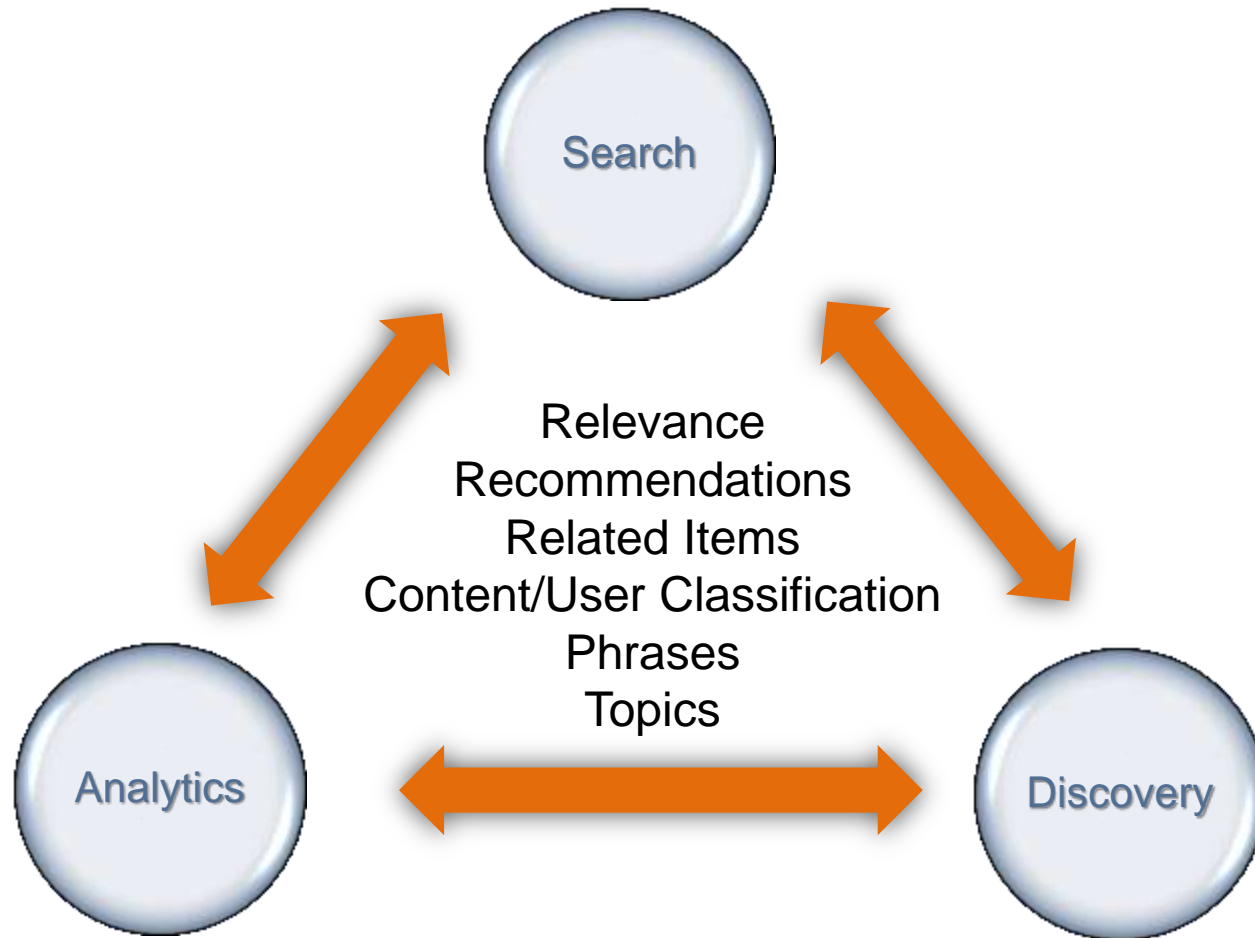 Search
Relevance
Recommendations
Related Items
Content/User Classification
Phrases
Topics
Analytics
Discovery